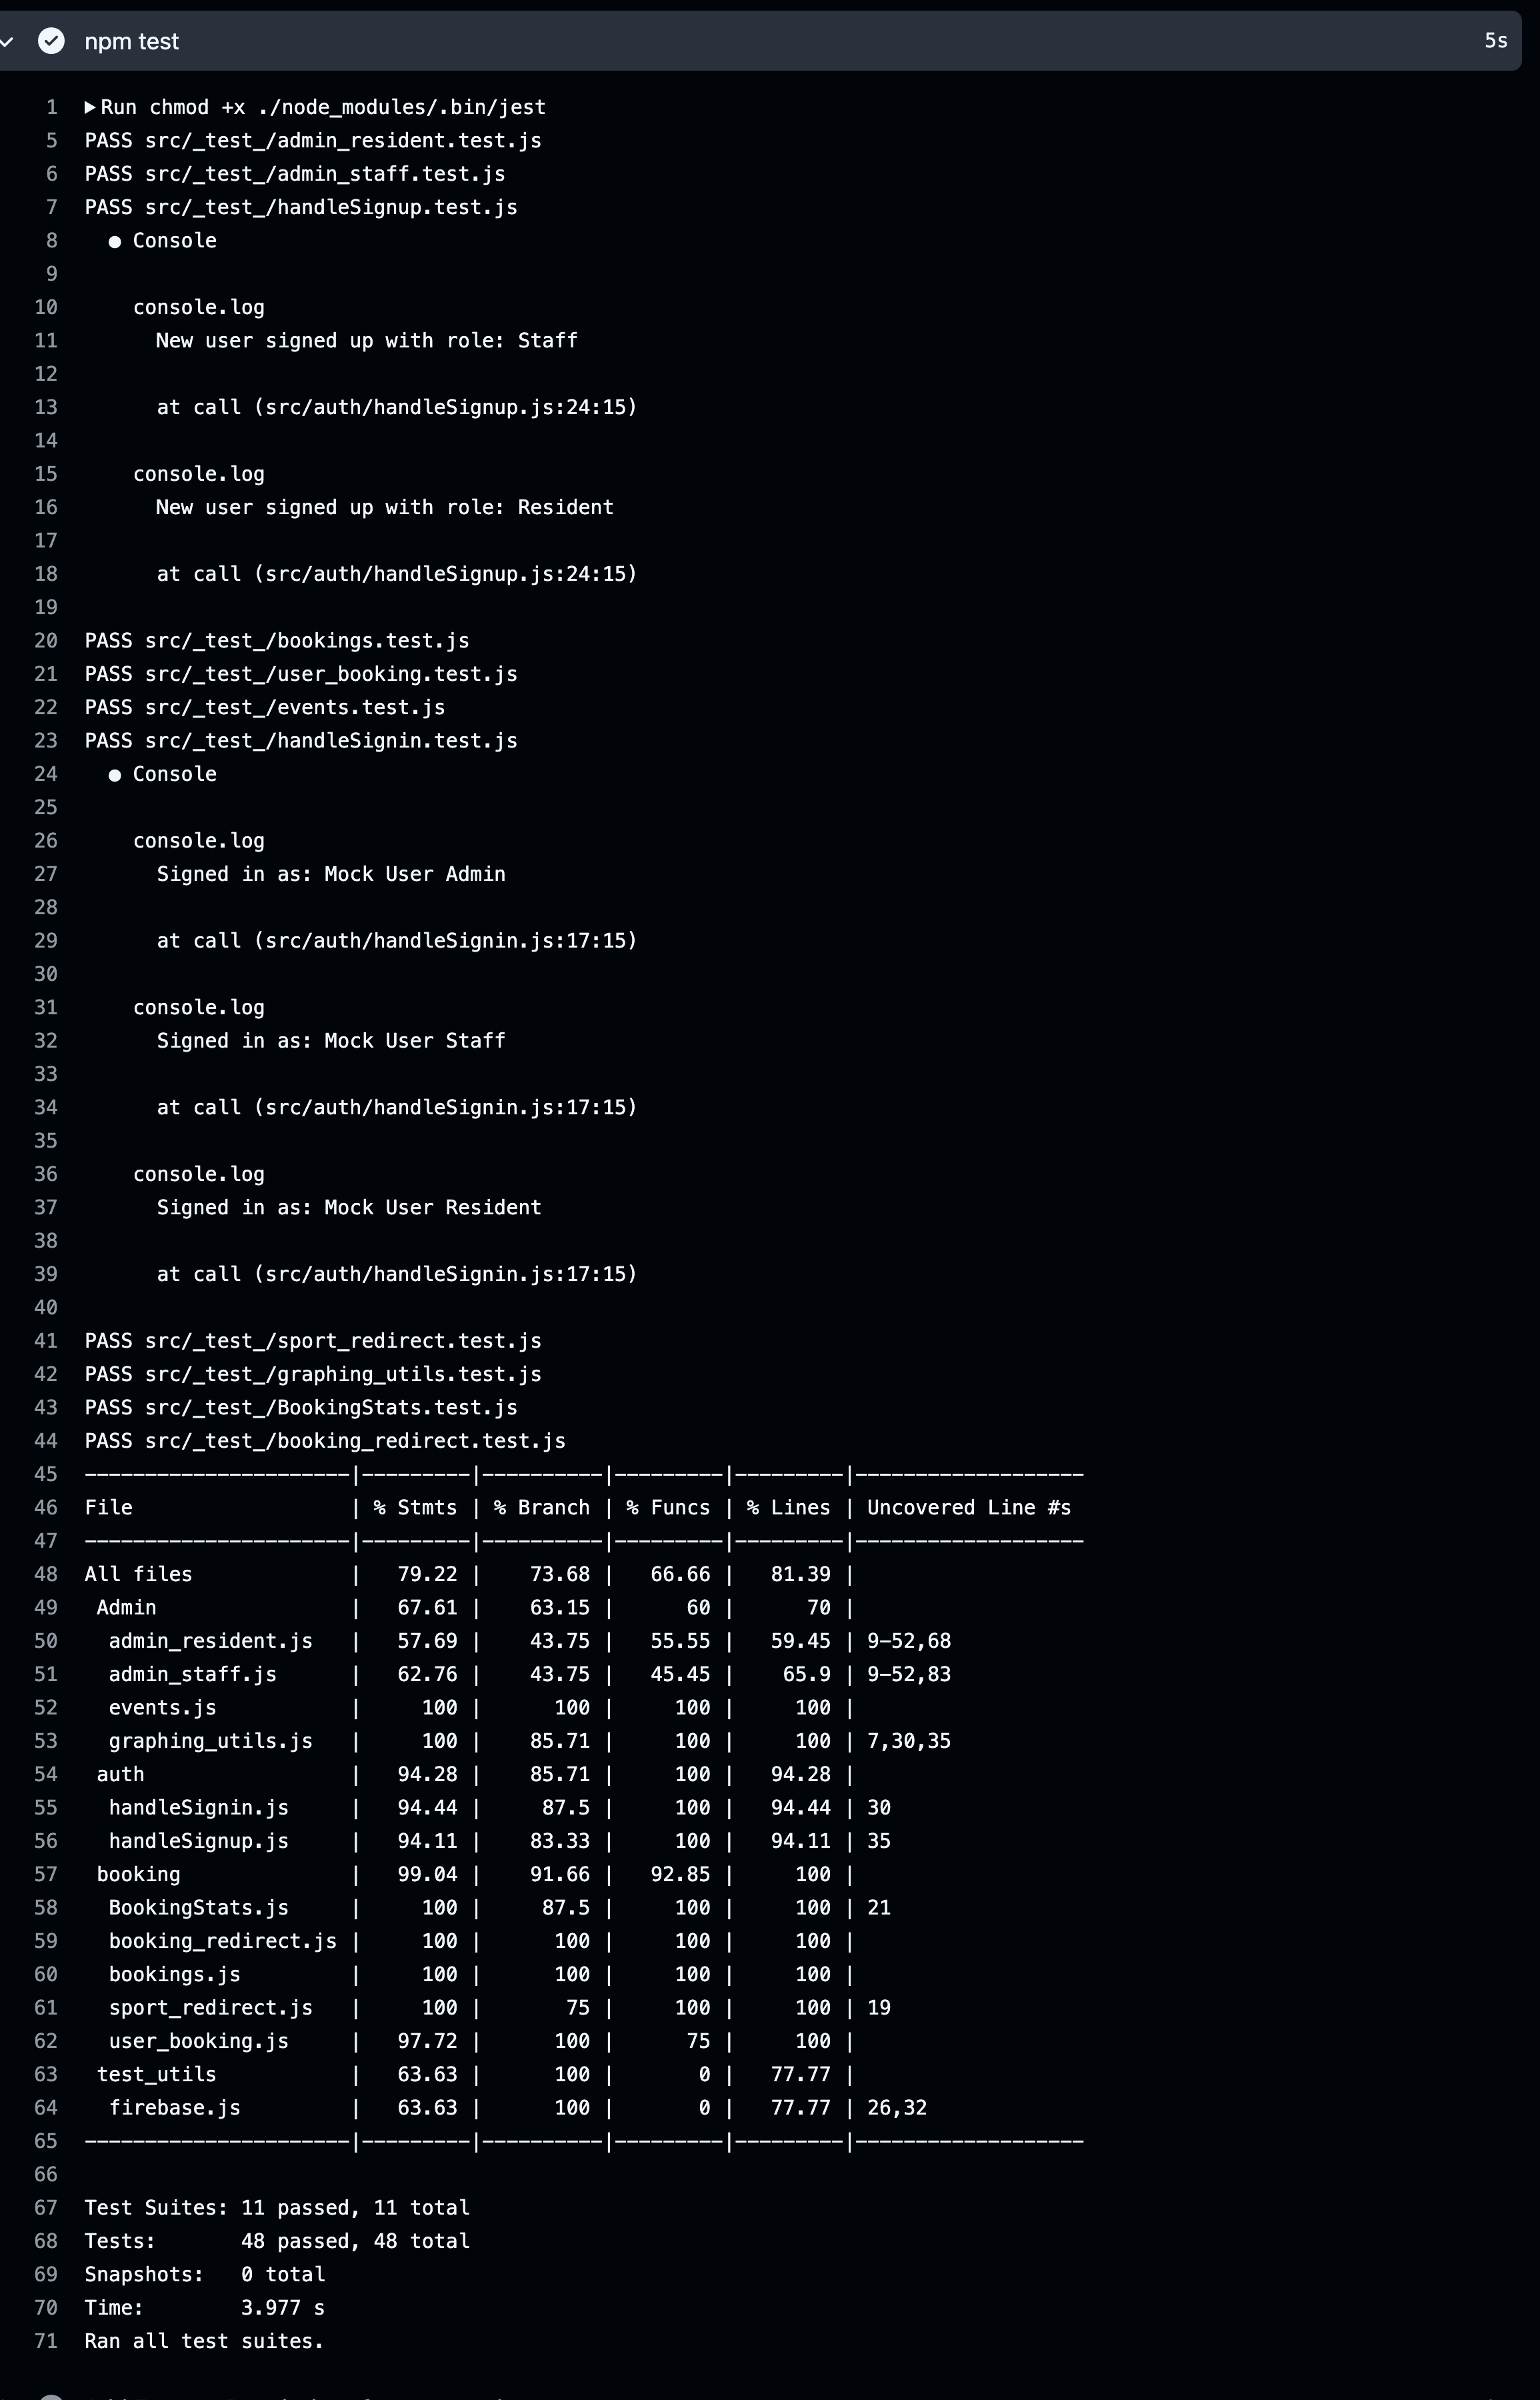 npm test 5s
1 Run chmod +x ./node_modules/.bin/jest
5 PASS src/_test_/admin_resident.test.js
6 PASS src/_test_/admin_staff.test.js
7 PASS src/_test_/handleSignup.test.js
8 ● Console
9
10 console.log
11 New user signed up with role: Staff
12
13 at call (src/auth/handleSignup.js:24:15)
14
15 console.log
16 New user signed up with role: Resident
17
18 at call (src/auth/handleSignup.js:24:15)
19
20 PASS src/_test_/bookings.test.js
21 PASS src/_test_/user_booking.test.js
22 PASS src/_test_/events.test.js
23 PASS src/_test_/handleSignin.test.js
24 ● Console
25
26 console.log
27 Signed in as: Mock User Admin
28
29 at call (src/auth/handleSignin.js:17:15)
30
31 console.log
32 Signed in as: Mock User Staff
33
34 at call (src/auth/handleSignin.js:17:15)
35
36 console.log
37 Signed in as: Mock User Resident
38
39 at call (src/auth/handleSignin.js:17:15)
40
41 PASS src/_test_/sport_redirect.test.js
42 PASS src/_test_/graphing_utils.test.js
43 PASS src/_test_/BookingStats.test.js
44 PASS src/_test_/booking_redirect.test.js
45 ----------------------|---------|----------|---------|---------|-------------------
46 File | % Stmts | % Branch | % Funcs | % Lines | Uncovered Line #s
47 ----------------------|---------|----------|---------|---------|-------------------
48 All files | 79.22 | 73.68 | 66.66 | 81.39 |
49 Admin | 67.61 | 63.15 | 60 | 70 |
50 admin_resident.js | 57.69 | 43.75 | 55.55 | 59.45 | 9-52,68
51 admin_staff.js | 62.76 | 43.75 | 45.45 | 65.9 | 9-52,83
52 events.js | 100 | 100 | 100 | 100 |
53 graphing_utils.js | 100 | 85.71 | 100 | 100 | 7,30,35
54 auth | 94.28 | 85.71 | 100 | 94.28 |
55 handleSignin.js | 94.44 | 87.5 | 100 | 94.44 | 30
56 handleSignup.js | 94.11 | 83.33 | 100 | 94.11 | 35
57 booking | 99.04 | 91.66 | 92.85 | 100 |
58 BookingStats.js | 100 | 87.5 | 100 | 100 | 21
59 booking_redirect.js | 100 | 100 | 100 | 100 |
60 bookings.js | 100 | 100 | 100 | 100 |
61 sport_redirect.js | 100 | 75 | 100 | 100 | 19
62 user_booking.js | 97.72 | 100 | 75 | 100 |
63 test_utils | 63.63 | 100 | 0 | 77.77 |
64 firebase.js | 63.63 | 100 | 0 | 77.77 | 26,32
65 ----------------------|---------|----------|---------|---------|-------------------
66
67 Test Suites: 11 passed, 11 total
68 Tests: 48 passed, 48 total
69 Snapshots: 0 total
70 Time: 3.977 s
71 Ran all test suites.